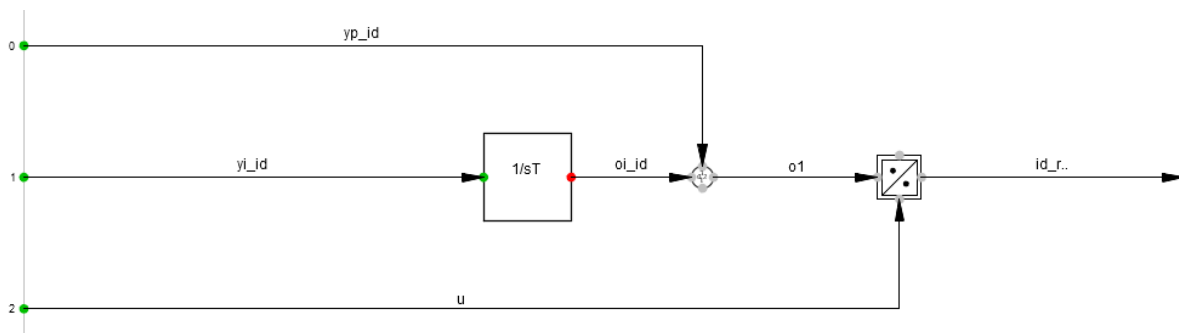 0
yp_id
1
yi_id
1/sT
oi_id
o1
id_r..
2
u